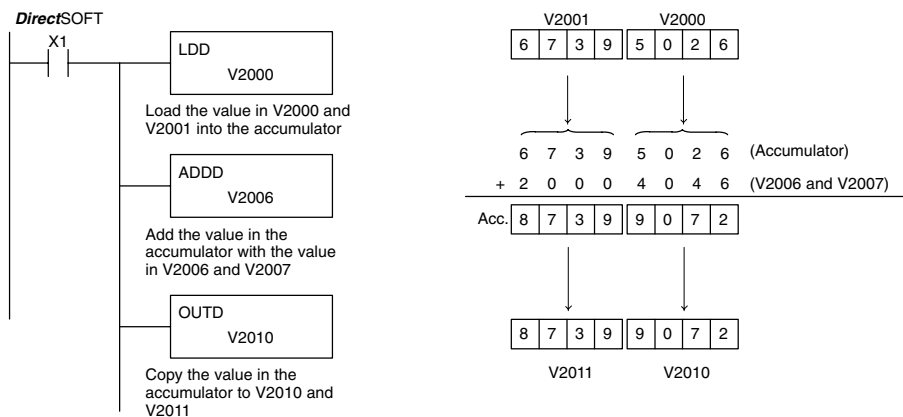 DirectSOFT
X1
LDD
V2000
Load the value in V2000 and
V2001 into the accumulator
ADDD
V2006
Add the value in the
accumulator with the value
in V2006 and V2007
OUTD
V2010
Copy the value in the
accumulator to V2010 and
V2011
V2001 V2000
6 7 3 9 5 0 2 6
6 7 3 9 5 0 2 6 (Accumulator)
+ 2 0 0 0 4 0 4 6 (V2006 and V2007)
Acc. 8 7 3 9 9 0 7 2
8 7 3 9 9 0 7 2
V2011 V2010